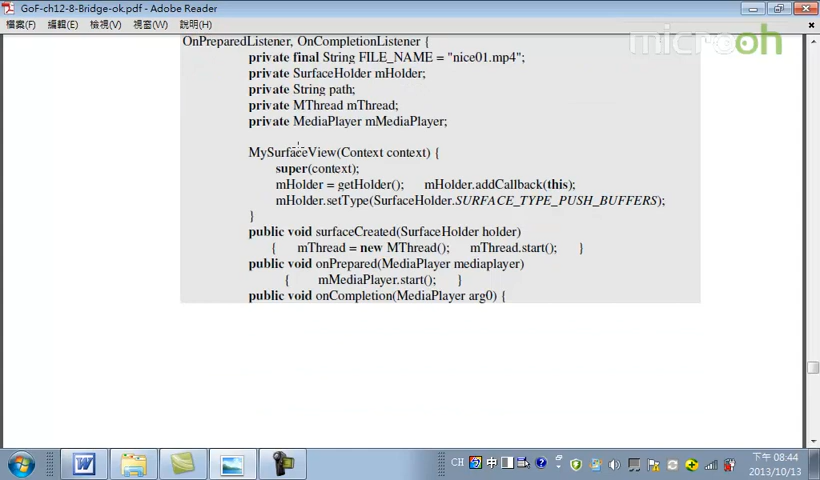 GoF-ch12-8-Bridge-ok.pdf - Adobe Reader
檔案(F) 編輯(E) 檢視(V) 視窗(W) 說明(H)
microoh
OnPreparedListener, OnCompletionListener {
private final String FILE_NAME = "nice01.mp4";
private SurfaceHolder mHolder;
private String path;
private MThread mThread;
private MediaPlayer mMediaPlayer;
MySurfaceView(Context context) {
super(context);
mHolder = getHolder(); mHolder.addCallback(this);
mHolder.setType(SurfaceHolder.SURFACE_TYPE_PUSH_BUFFERS);
}
public void surfaceCreated(SurfaceHolder holder)
{ mThread = new MThread(); mThread.start(); }
public void onPrepared(MediaPlayer mediaplayer)
{ mMediaPlayer.start(); }
public void onCompletion(MediaPlayer arg0) {
CH 中 下午 08:44
2013/10/13